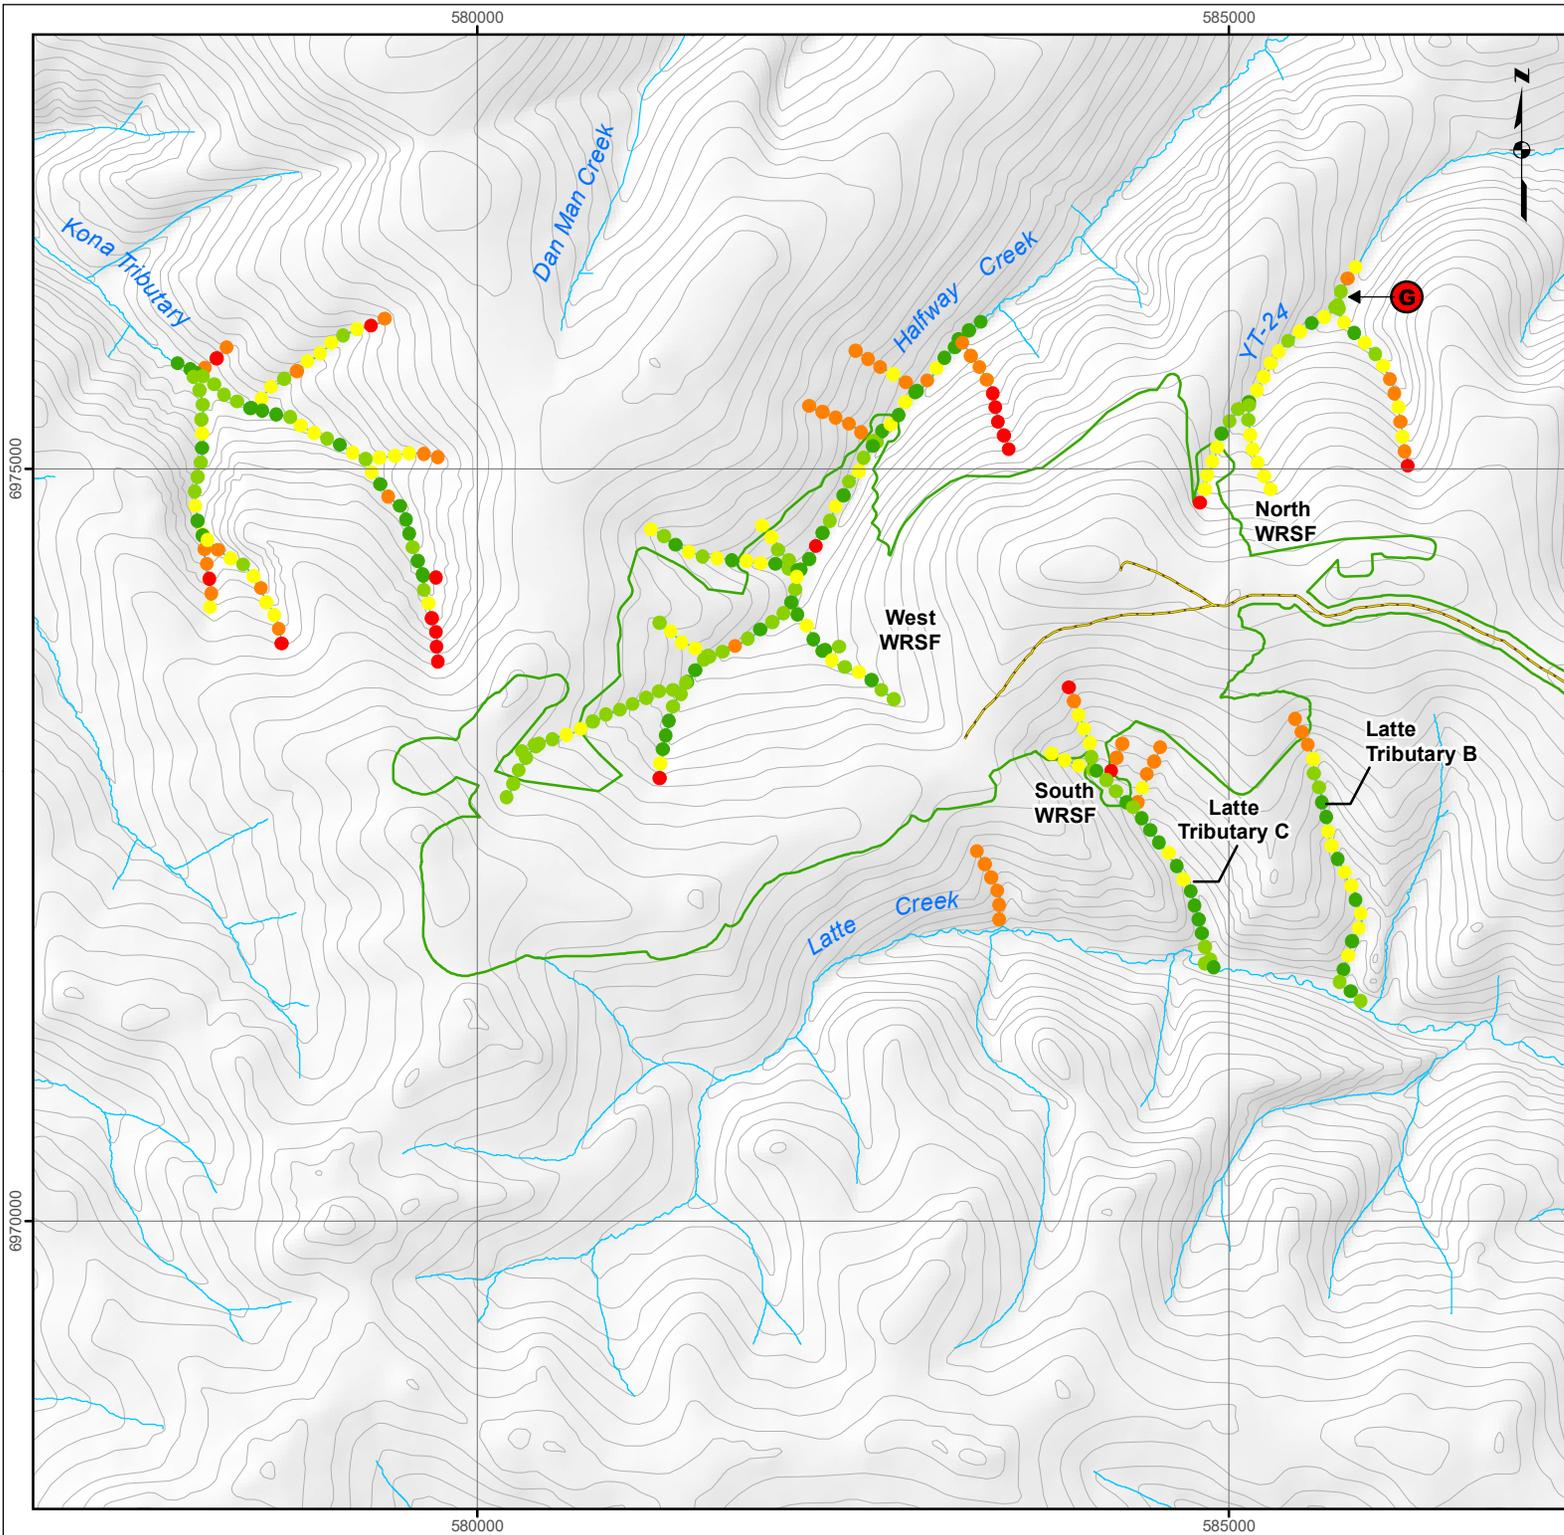 580000
585000
N
Dan Man Creek
Kona Tributary
Halfway Creek
G
YT-24
6975000
North
WRSF
West
WRSF
Latte
Tributary B
South
WRSF
Latte
Tributary C
Latte Creek
6970000
580000
585000